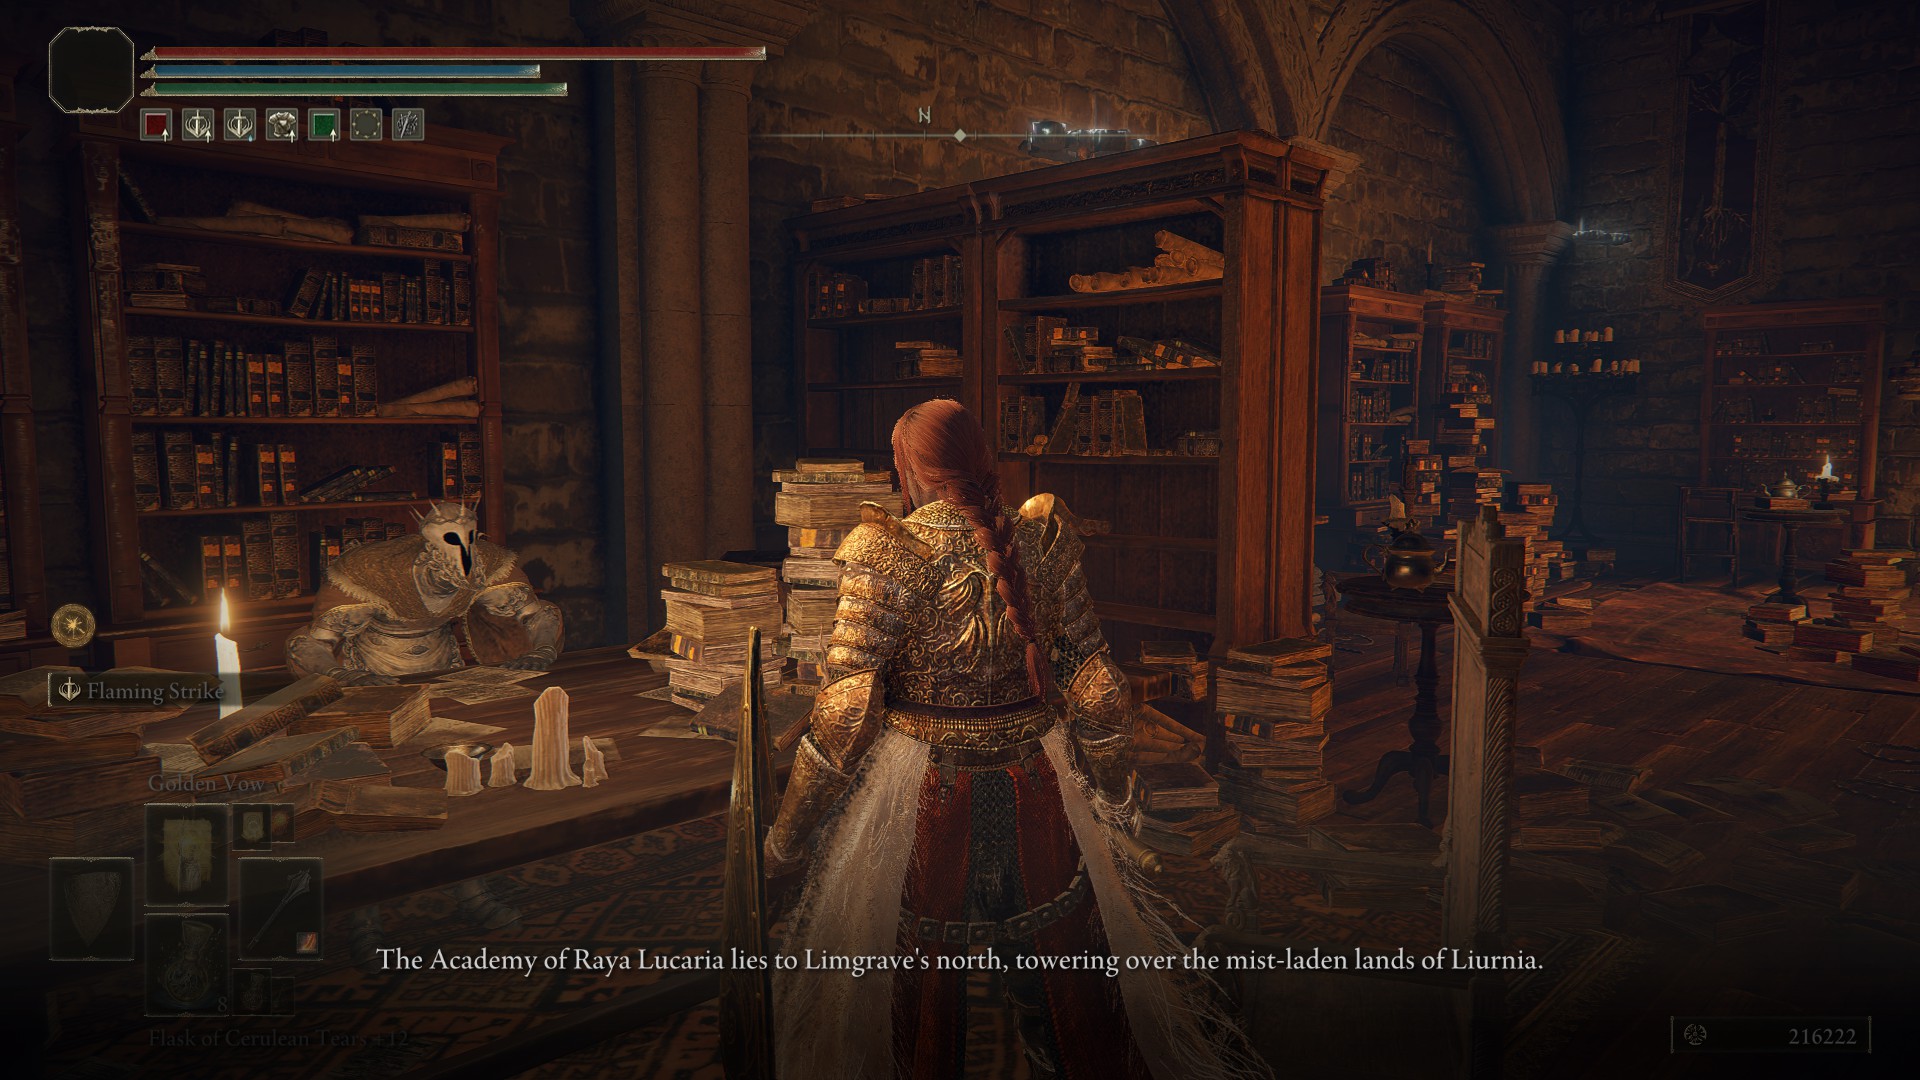 N
Flaming Strike
Golden Vow
8
Flask of Cerulean Tears +12
The Academy of Raya Lucaria lies to Limgrave's north, towering over the mist-laden lands of Liurnia.
216222